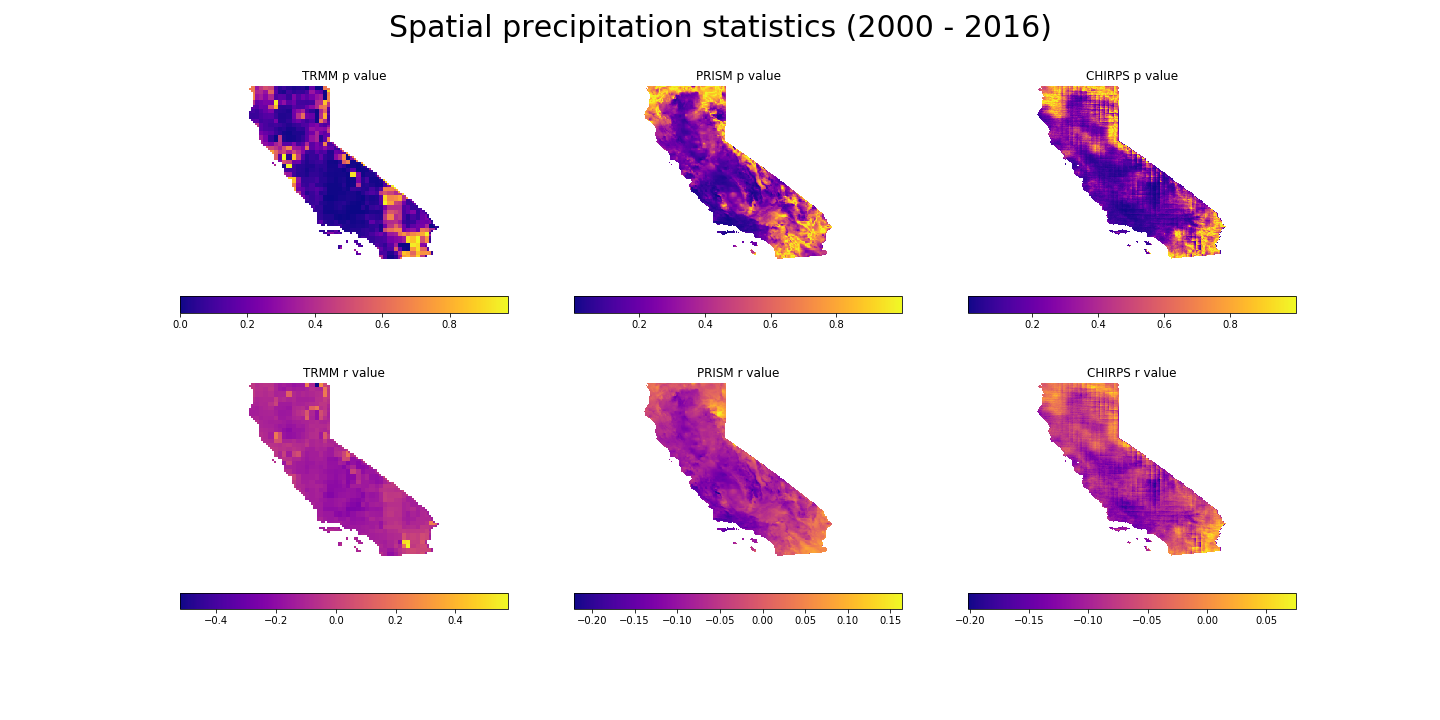 Spatial precipitation statistics (2000 - 2016)
TRMM p value
PRISM p value
CHIRPS p value
0.0 0.2 0.4 0.6 0.8
0.2 0.4 0.6 0.8
0.2 0.4 0.6 0.8
TRMM r value
PRISM r value
CHIRPS r value
−0.4 −0.2 0.0 0.2 0.4
−0.20 −0.15 −0.10 −0.05 0.00 0.05 0.10 0.15
−0.20 −0.15 −0.10 −0.05 0.00 0.05